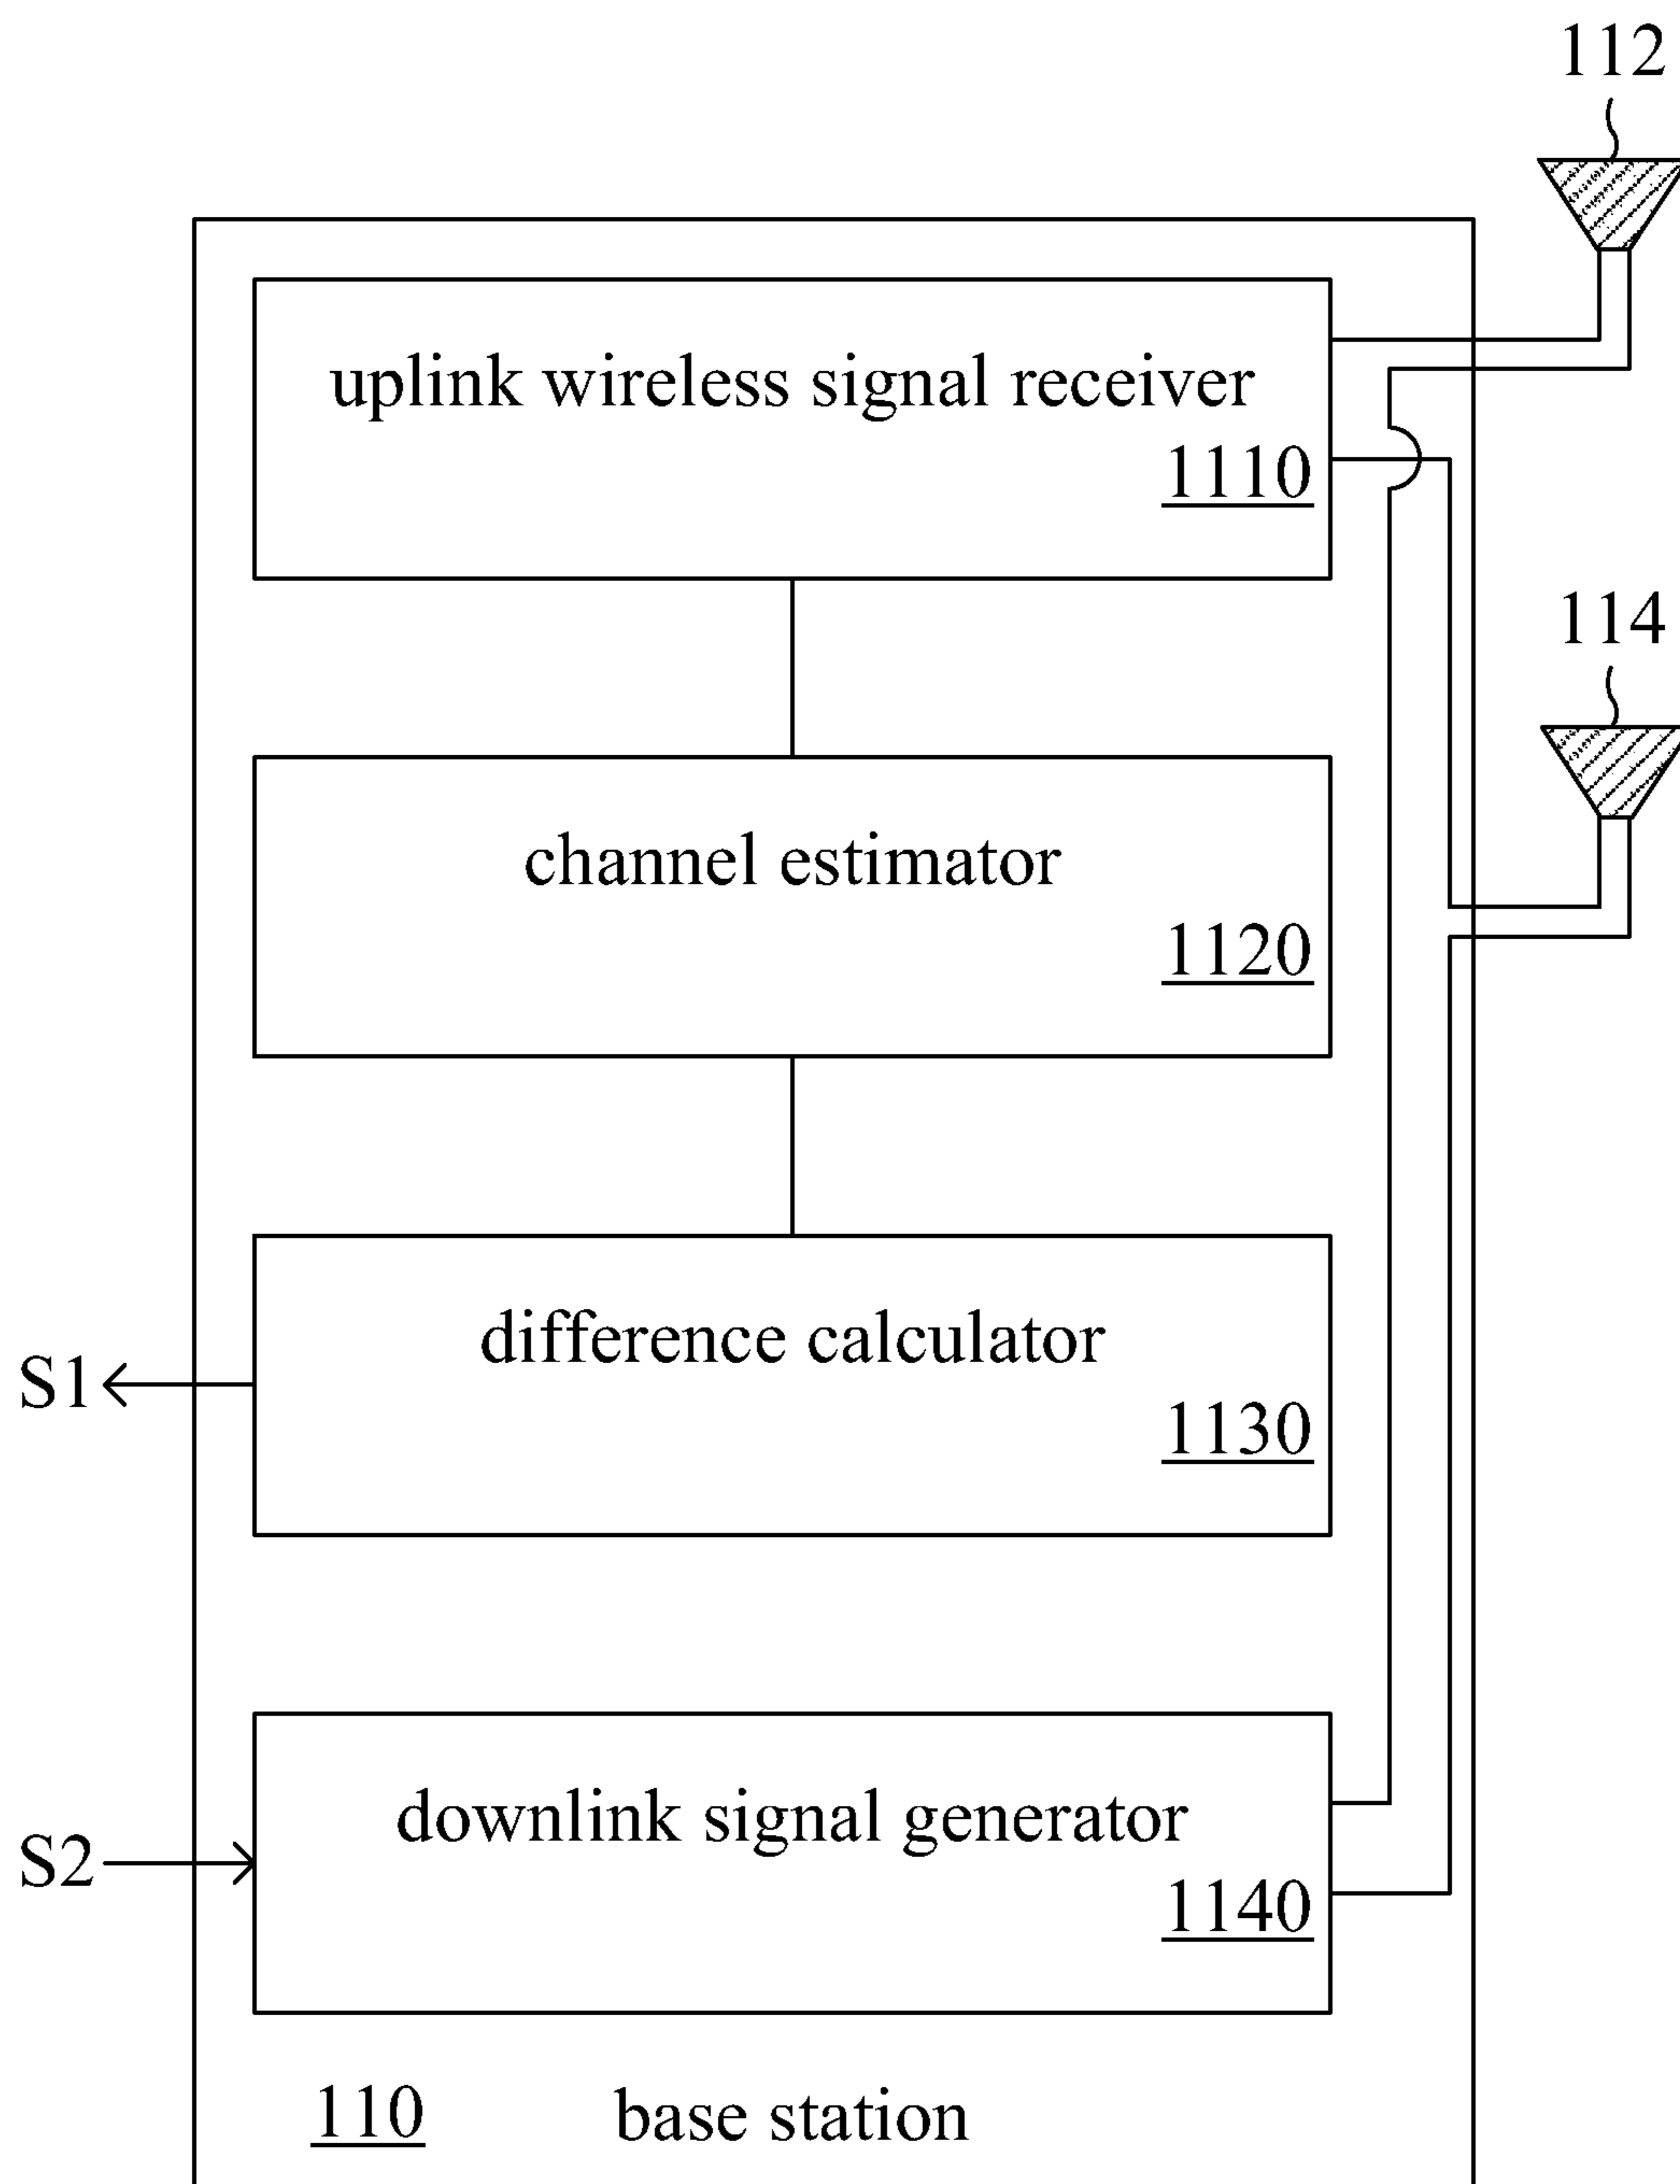 112
uplink wireless signal receiver
1110
114
channel estimator
1120
difference calculator
S1
1130
downlink signal generator
S2
1140
110 base station